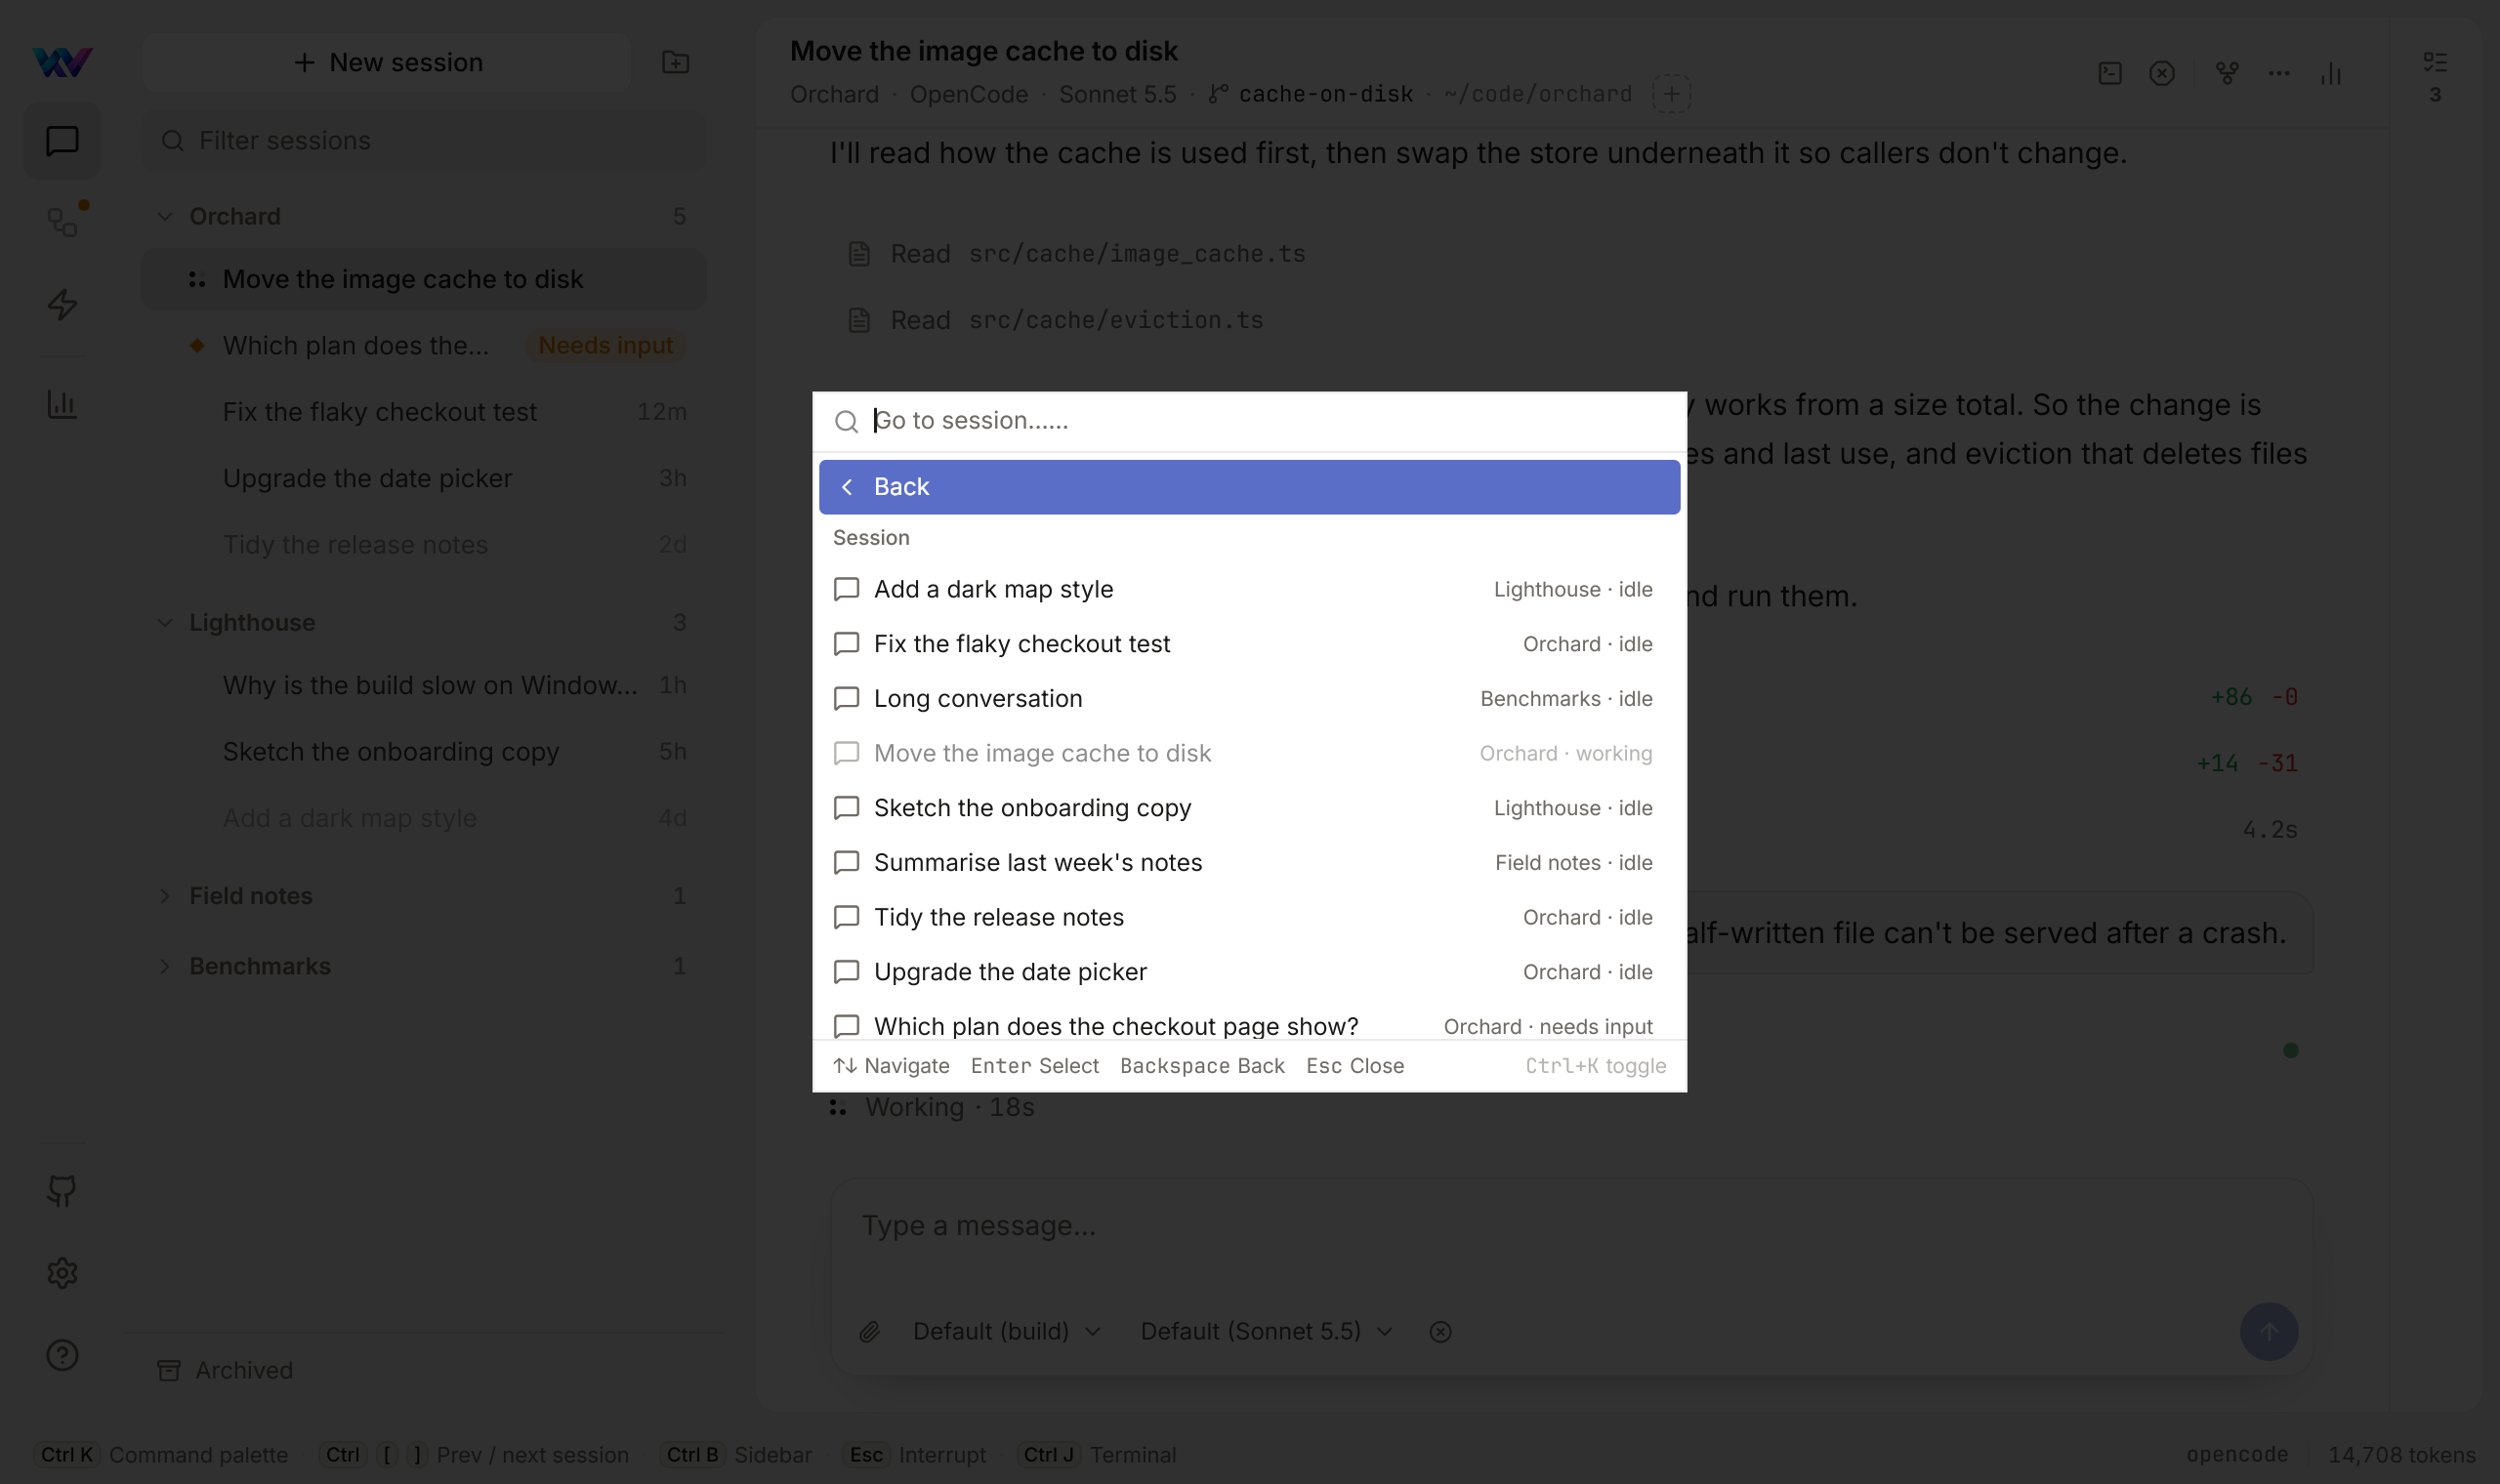 New session
Filter sessions
Orchard 5
Move the image cache to disk
Which plan does the... Needs input
Fix the flaky checkout test 12m
Upgrade the date picker 3h
Tidy the release notes 2d
Lighthouse 3
Why is the build slow on Window... 1h
Sketch the onboarding copy 5h
Add a dark map style 4d
Field notes 1
Benchmarks 1
Archived
Move the image cache to disk
Orchard · OpenCode · Sonnet 5.5 · cache-on-disk · ~/code/orchard
3
I'll read how the cache is used first, then swap the store underneath it so callers don't change.
Read src/cache/image_cache.ts
Read src/cache/eviction.ts
works from a size total. So the change is
and last use, and eviction that deletes files
run them.
+86 -0
+14 -31
4.2s
file can't be served after a crash.
Go to session......
Back
Session
Add a dark map style Lighthouse · idle
Fix the flaky checkout test Orchard · idle
Long conversation Benchmarks · idle
Move the image cache to disk Orchard · working
Sketch the onboarding copy Lighthouse · idle
Summarise last week's notes Field notes · idle
Tidy the release notes Orchard · idle
Upgrade the date picker Orchard · idle
Which plan does the checkout page show? Orchard · needs input
↑↓ Navigate Enter Select Backspace Back Esc Close Ctrl+K toggle
Working · 18s
Type a message...
Default (build) Default (Sonnet 5.5)
Ctrl K Command palette Ctrl [ ] Prev / next session Ctrl B Sidebar Esc Interrupt Ctrl J Terminal opencode 14,708 tokens